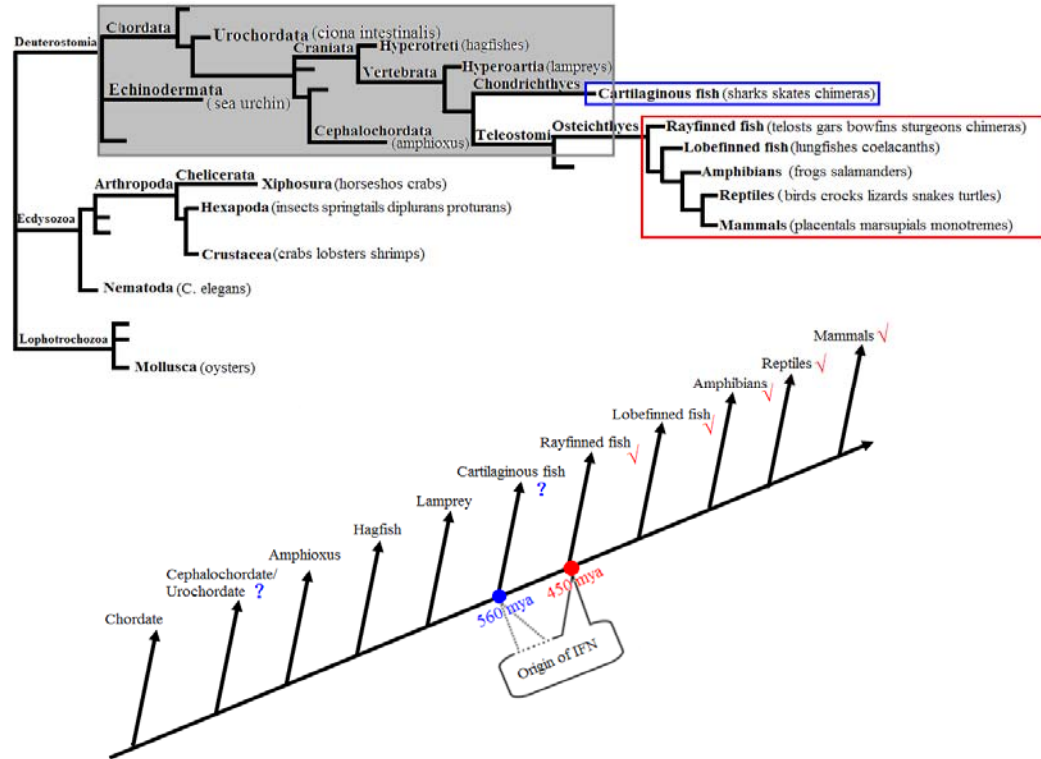 Chordata
Deuterostomia
Urochordata (ciona intestinalis)
Craniata
Hyperotreti (hagfishes)
Vertebrata
Hyperoartia (lampreys)
Chondrichthyes
Cartilaginous fish (sharks skates chimeras)
Echinodermata
( sea urchin)
Cephalochordata
(amphioxus)
Teleostomi
Osteichthyes
Rayfinned fish (telosts gars bowfins sturgeons chimeras)
Lobefinned fish (lungfishes coelacanths)
Amphibians (frogs salamanders)
Reptiles (birds crocks lizards snakes turtles)
Mammals (placentals marsupials monotremes)
Arthropoda
Chelicerata
Xiphosura (horseshos crabs)
Hexapoda (insects springtails diplurans proturans)
Ecdysozoa
Crustacea (crabs lobsters shrimps)
Nematoda (C. elegans)
Lophotrochozoa
Mollusca (oysters)
Mammals √
Reptiles √
Amphibians √
Lobefinned fish √
Rayfinned fish √
Cartilaginous fish
?
Lamprey
Hagfish
Amphioxus
Cephalochordate/
Urochordate ?
Chordate
560 mya
450 mya
Origin of IFN